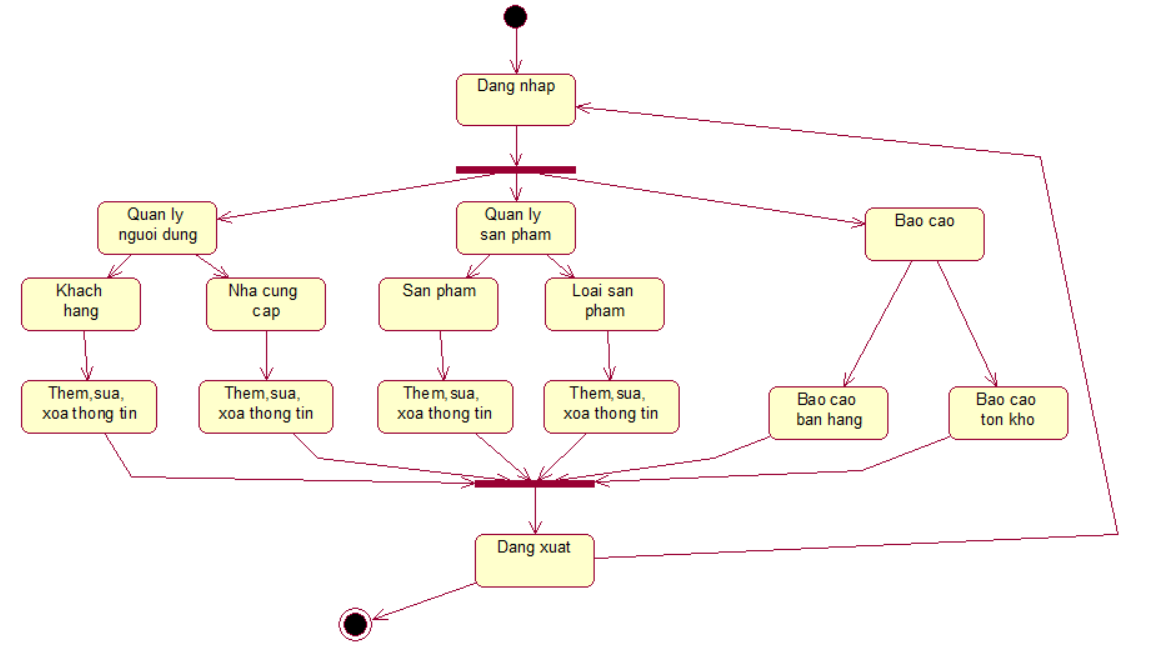 Dang nhap
Quan ly
nguoi dung
Quan ly
san pham
Bao cao
Khach
hang
Nha cung
cap
San pham
Loai san
pham
Them,sua,
xoa thong tin
Them,sua,
xoa thong tin
Them,sua,
xoa thong tin
Them,sua,
xoa thong tin
Bao cao
ban hang
Bao cao
ton kho
Dang xuat